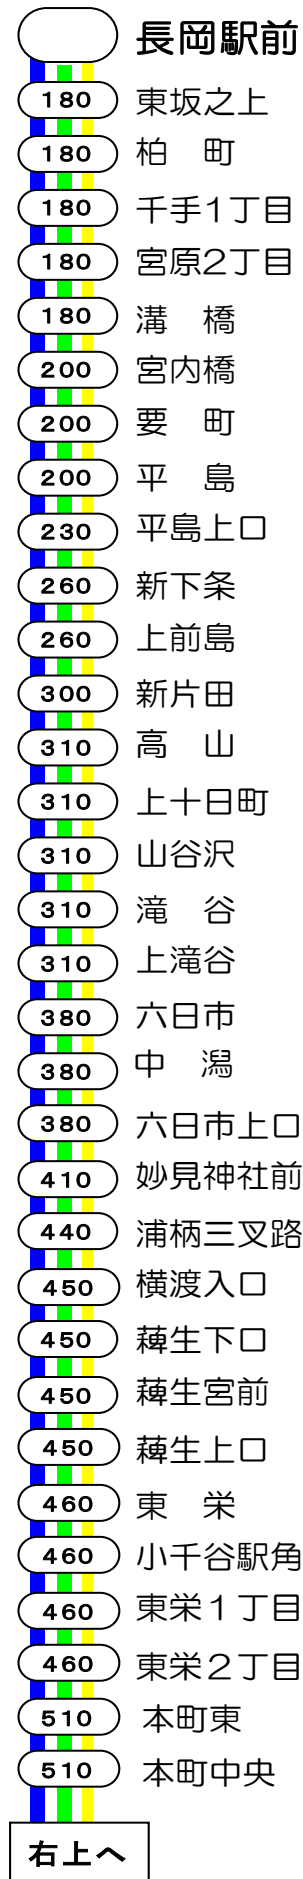 長岡駅前
180 東坂之上
180 柏　町
180 千手1丁目
180 宮原2丁目
180 溝　橋
200 宮内橋
200 要　町
200 平　島
230 平島上口
260 新下条
260 上前島
300 新片田
310 高　山
310 上十日町
310 山谷沢
310 滝　谷
310 上滝谷
380 六日市
380 中　潟
380 六日市上口
410 妙見神社前
440 浦柄三叉路
450 横渡入口
450 薭生下口
450 薭生宮前
450 薭生上口
460 東　栄
460 小千谷駅角
460 東栄１丁目
460 東栄２丁目
510 本町東
510 本町中央
右上へ